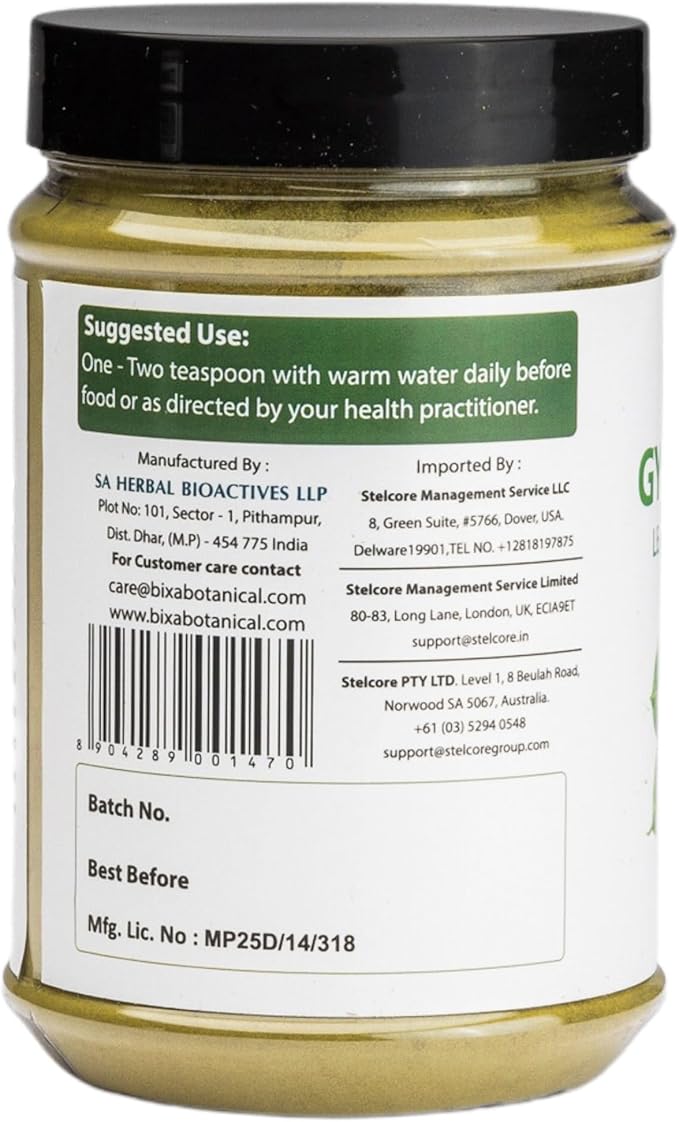 Suggested Use:
One - Two teaspoon with warm water daily before
food or as directed by your health practitioner.
Manufactured By :
SA HERBAL BIOACTIVES LLP
Plot No: 101, Sector - 1, Pithampur,
Dist. Dhar, (M.P) - 454 775 India
For Customer care contact
care@bixabotanical.com
www.bixabotanical.com
8 904289 001470
Imported By :
Stelcore Management Service LLC
8, Green Suite, #5766, Dover, USA.
Delware19901,TEL NO. +12818197875
Stelcore Management Service Limited
80-83, Long Lane, London, UK, ECIA9ET
support@stelcore.in
Stelcore PTY LTD. Level 1, 8 Beulah Road,
Norwood SA 5067, Australia.
+61 (03) 5294 0548
support@stelcoregroup.com
Batch No.
Best Before
Mfg. Lic. No : MP25D/14/318
GY
LE